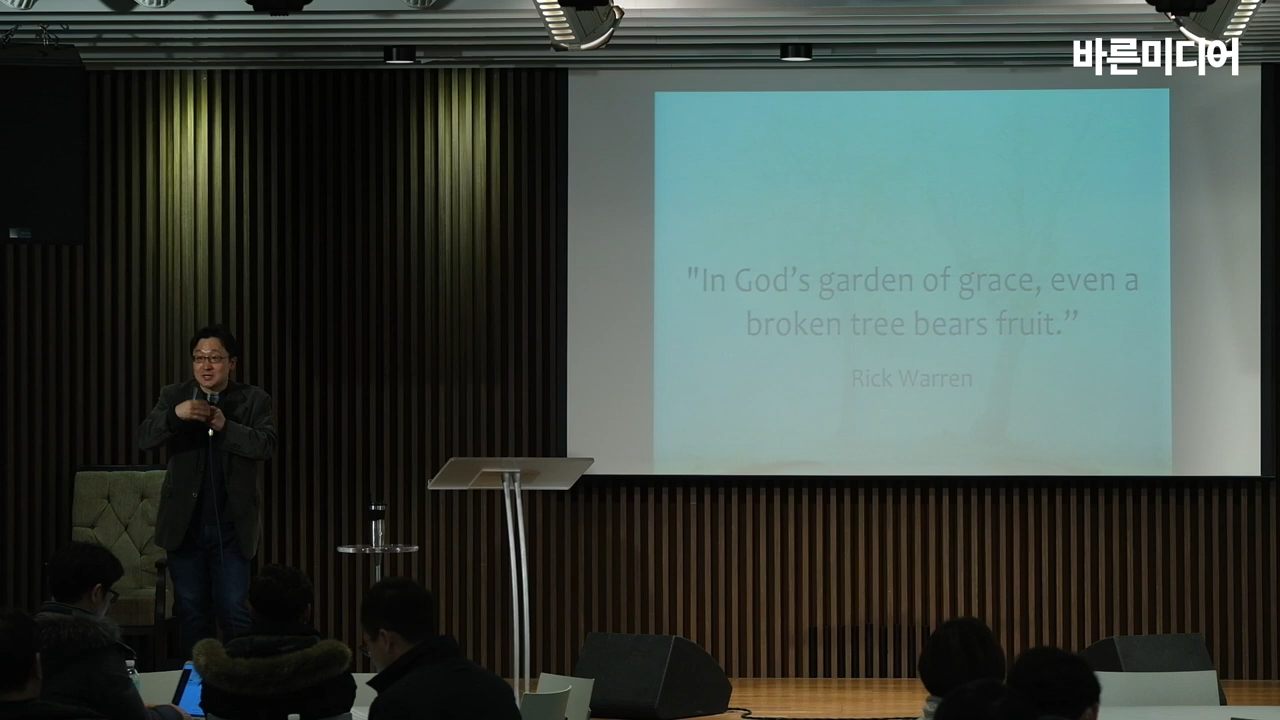 바른미디어
"In God’s garden of grace, even a
broken tree bears fruit.”
Rick Warren